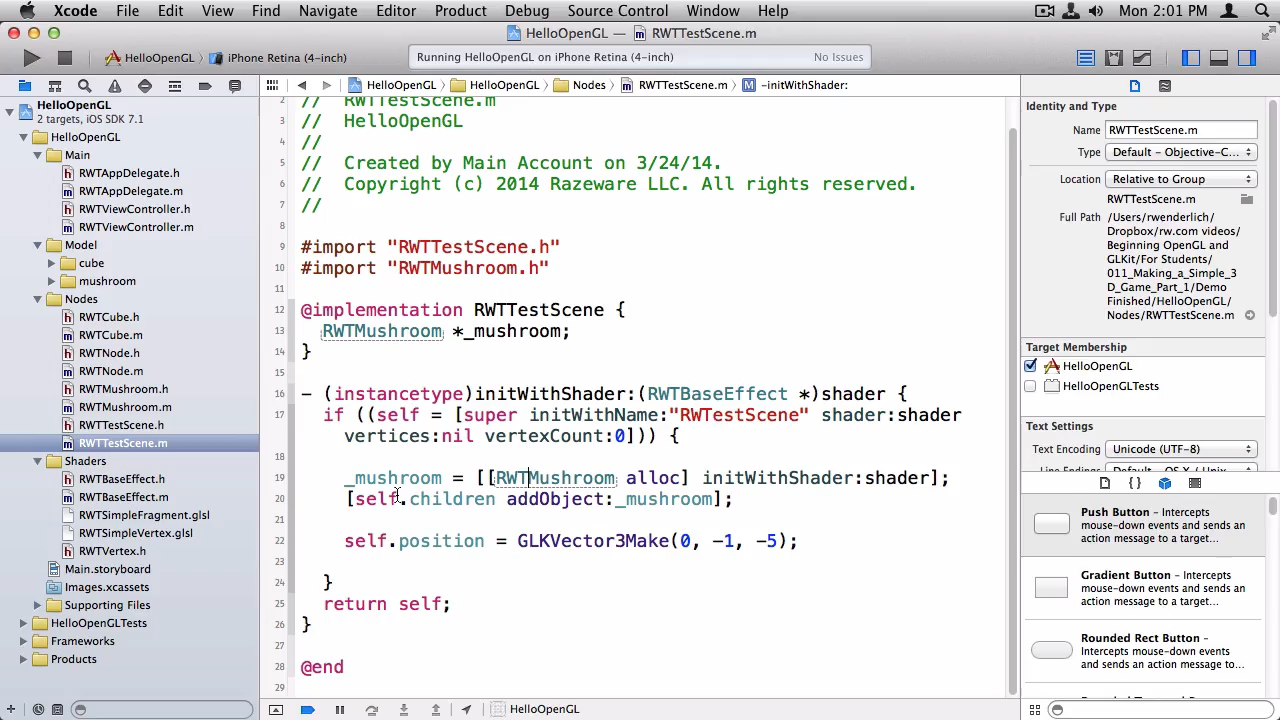 Xcode File Edit View Find Navigate Editor Product Debug Source Control Window Help Mon 2:01 PM
HelloOpenGL — RWTTestScene.m
HelloOpenGL iPhone Retina (4-inch) Running HelloOpenGL on iPhone Retina (4-inch) No Issues
HelloOpenGL HelloOpenGL Nodes RWTTestScene.m M -initWithShader:
HelloOpenGL
2 targets, iOS SDK 7.1
HelloOpenGL
Main
h RWTAppDelegate.h
m RWTAppDelegate.m
h RWTViewController.h
m RWTViewController.m
Model
cube
mushroom
Nodes
h RWTCube.h
m RWTCube.m
h RWTNode.h
m RWTNode.m
h RWTMushroom.h
m RWTMushroom.m
h RWTTestScene.h
m RWTTestScene.m
Shaders
h RWTBaseEffect.h
m RWTBaseEffect.m
RWTSimpleFragment.glsl
RWTSimpleVertex.glsl
h RWTVertex.h
Main.storyboard
Images.xcassets
Supporting Files
HelloOpenGLTests
Frameworks
Products
2 // RWTTestScene.m
3 // HelloOpenGL
4 //
5 // Created by Main Account on 3/24/14.
6 // Copyright (c) 2014 Razeware LLC. All rights reserved.
7 //
8
9 #import "RWTTestScene.h"
10 #import "RWTMushroom.h"
11
12 @implementation RWTTestScene {
13 RWTMushroom *_mushroom;
14 }
15
16 - (instancetype)initWithShader:(RWTBaseEffect *)shader {
17 if ((self = [super initWithName:"RWTestScene" shader:shader
vertices:nil vertexCount:0])) {
18
19 _mushroom = [[RWTMushroom alloc] initWithShader:shader];
20 [self.children addObject:_mushroom];
21
22 self.position = GLKVector3Make(0, -1, -5);
23
24 }
25 return self;
26 }
27
28 @end
29
HelloOpenGL
Identity and Type
Name RWTTestScene.m
Type Default - Objective-C...
Location Relative to Group
RWTTestScene.m
Full Path /Users/rwenderlich/
Dropbox/rw.com videos/
Beginning OpenGL and
GLKit/For Students/
011_Making_a_Simple_3
D_Game_Part_1/Demo
Finished/HelloOpenGL/
Nodes/RWTTestScene.m
Target Membership
HelloOpenGL
HelloOpenGLTests
Text Settings
Text Encoding Unicode (UTF-8)
{}
Push Button - Intercepts
mouse-down events and sends an
action message to a target...
Gradient Button - Intercepts
mouse-down events and sends an
action message to a target...
Rounded Rect Button -
Intercepts mouse-down events
and sends an action message to...